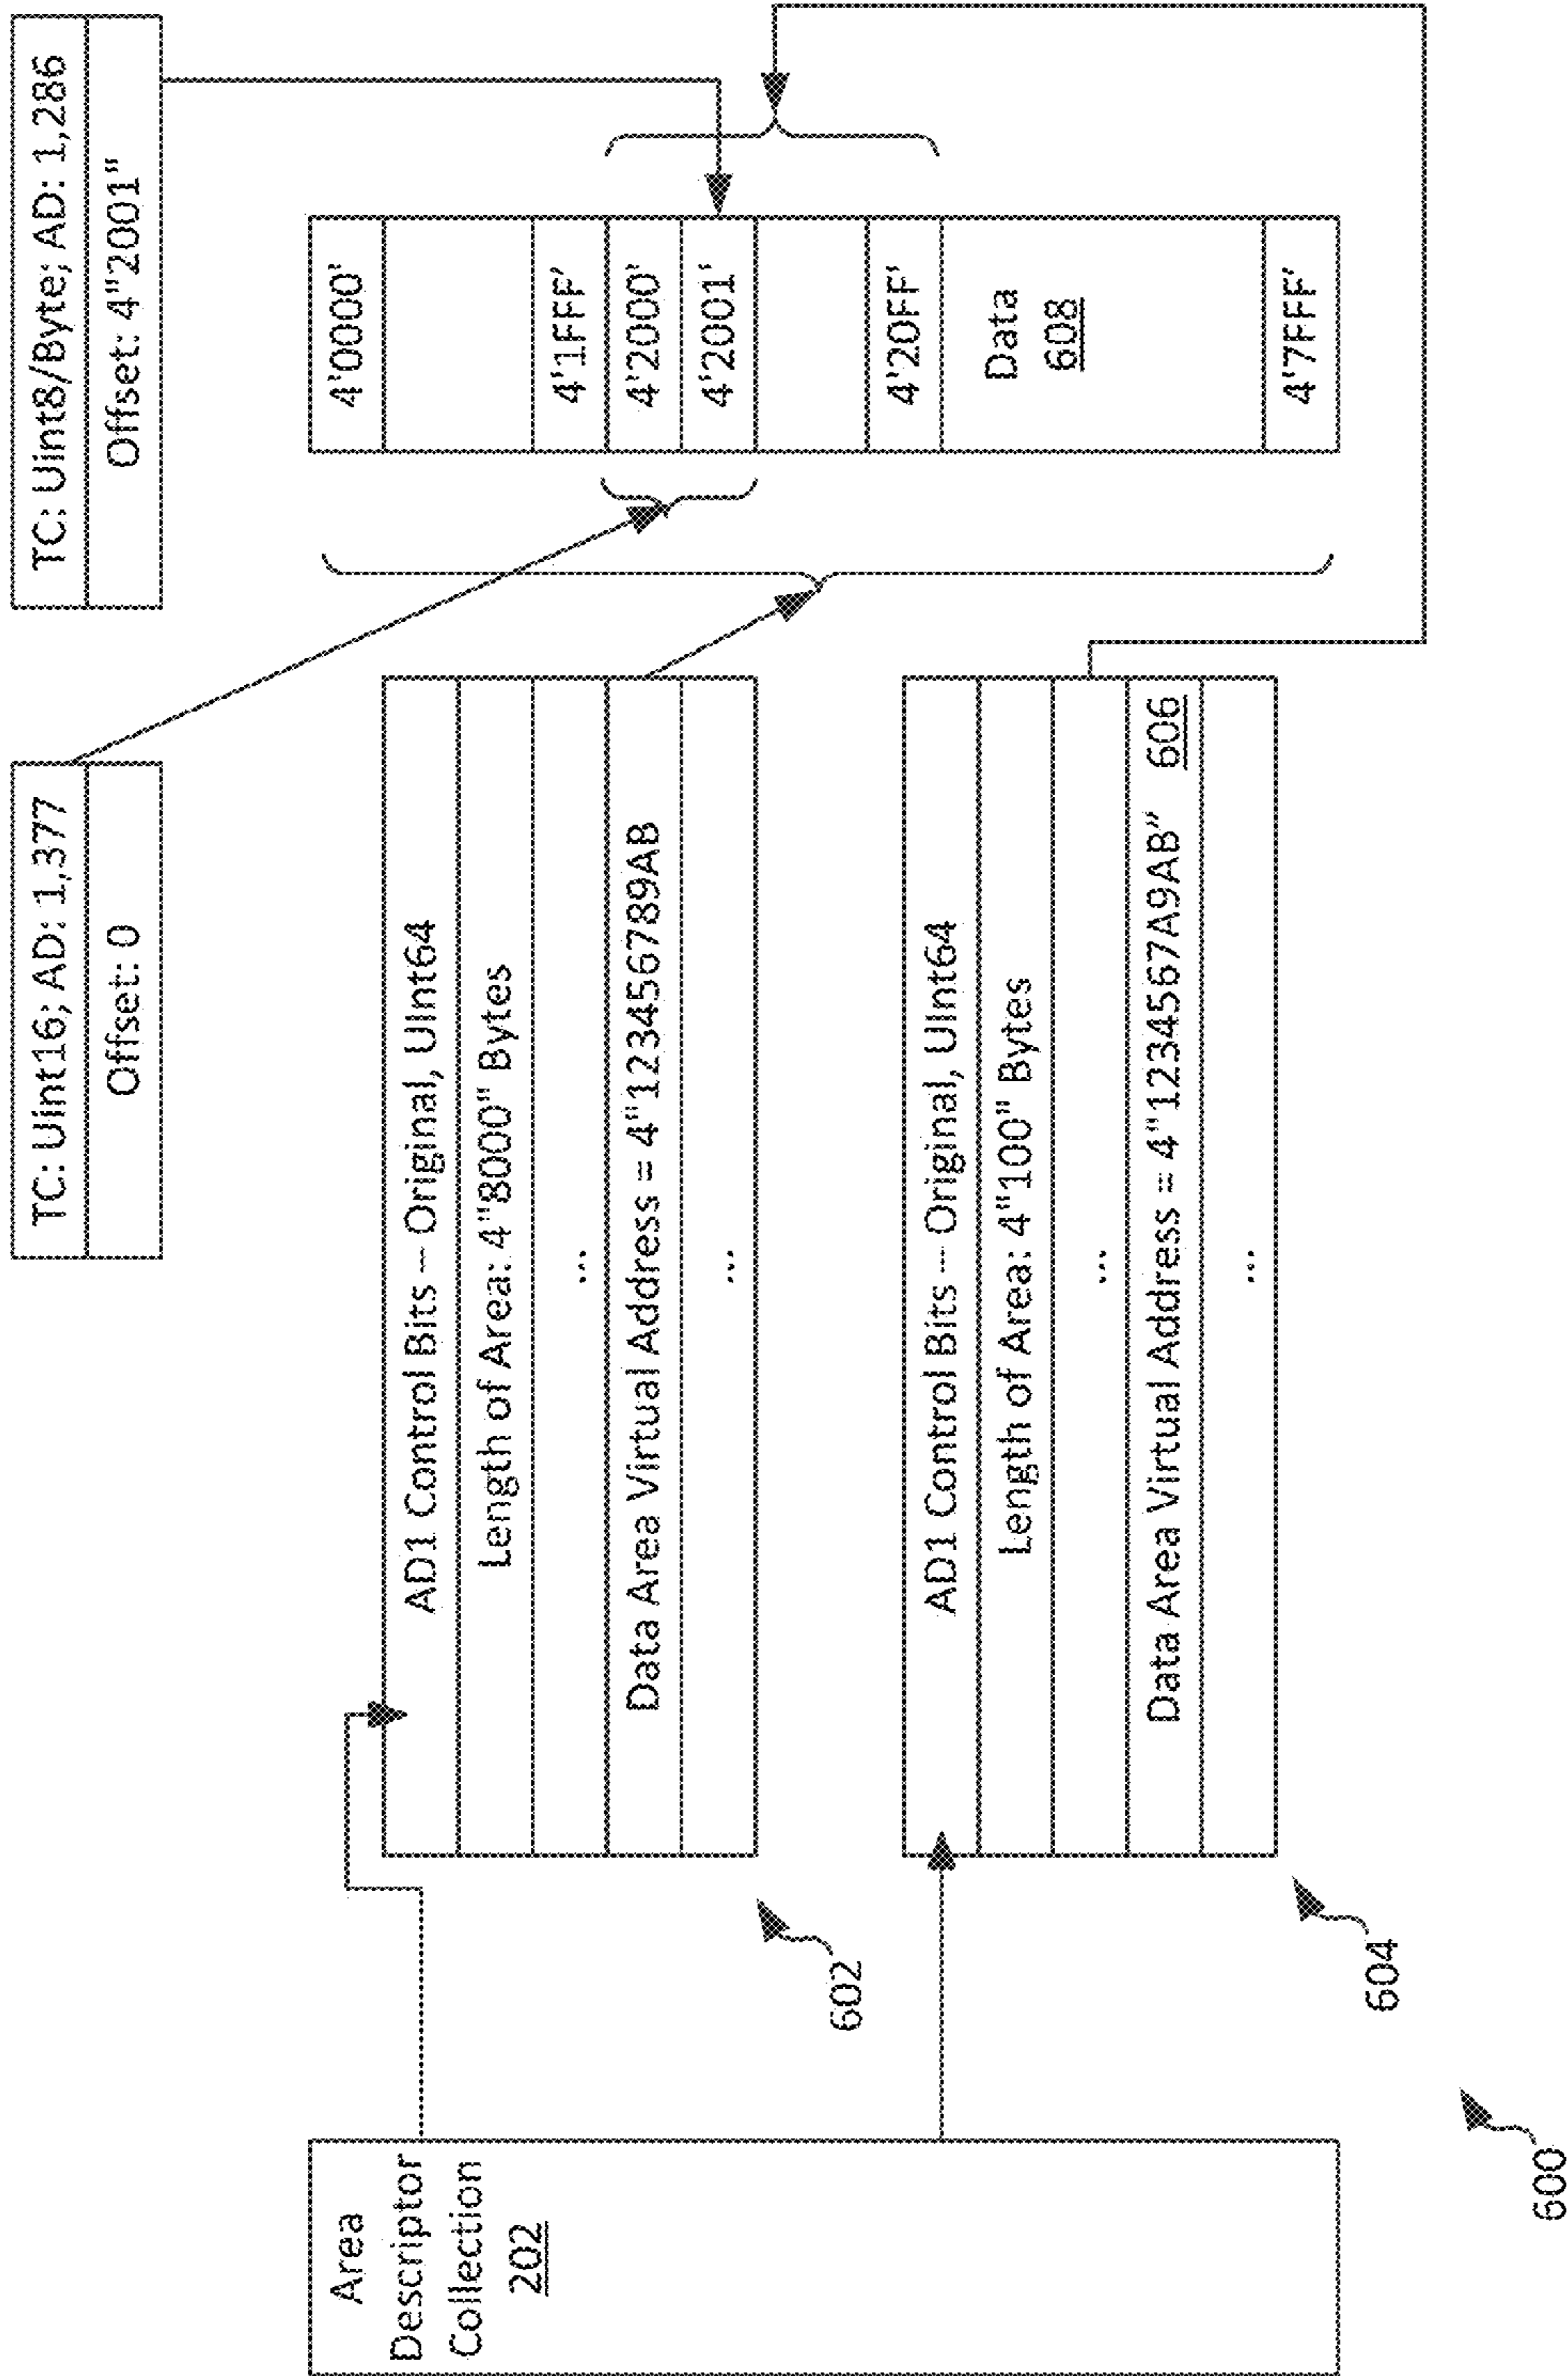 TC: Uint16; AD: 1,377
Offset: 0
TC: Uint8/Byte; AD: 1,286
Offset: 4"2001"
Area
Descriptor
Collection
202
AD1 Control Bits – Original, UInt64
Length of Area: 4"8000" Bytes
...
Data Area Virtual Address = 4"123456789AB
...
602
AD1 Control Bits – Original, UInt64
Length of Area: 4"100" Bytes
...
Data Area Virtual Address = 4"1234567A9AB" 606
...
604
4'0000'
4'1FFF'
4'2000'
4'2001'
4'20FF'
Data
608
4'7FFF'
600